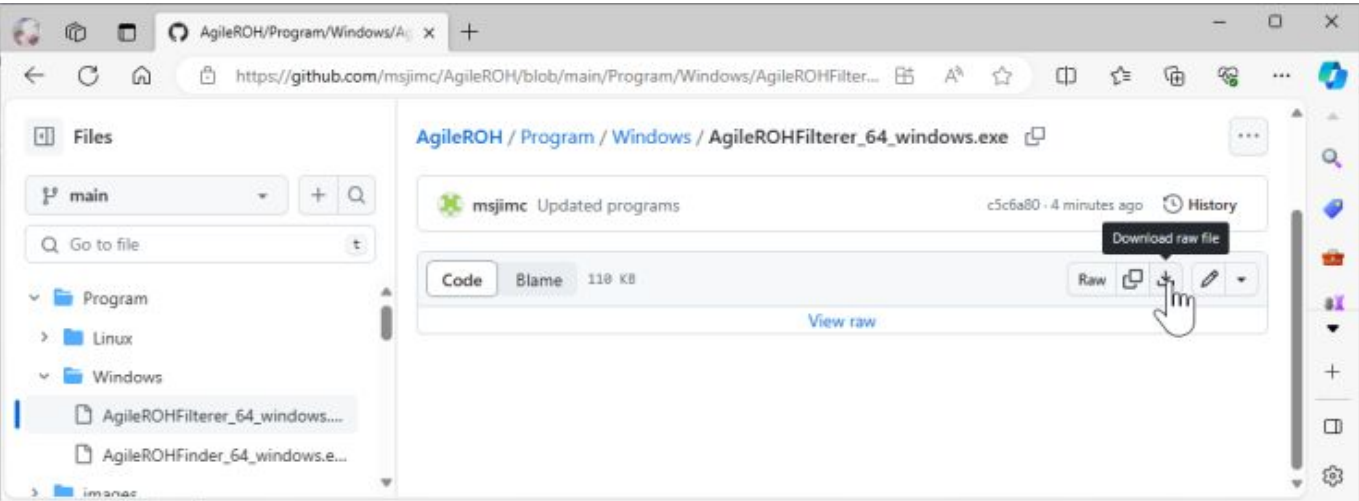 AgileROH/Program/Windows/Ag
https://github.com/msjimc/AgileROH/blob/main/Program/Windows/AgileROHFilter...
Files
main
Go to file
t
Program
Linux
Windows
AgileROHFilterer_64_windows....
AgileROHFinder_64_windows.e...
images
AgileROH / Program / Windows / AgileROHFilterer_64_windows.exe
msjimc Updated programs
c5c6a80 · 4 minutes ago
History
Download raw file
Code
Blame
110 KB
Raw
View raw